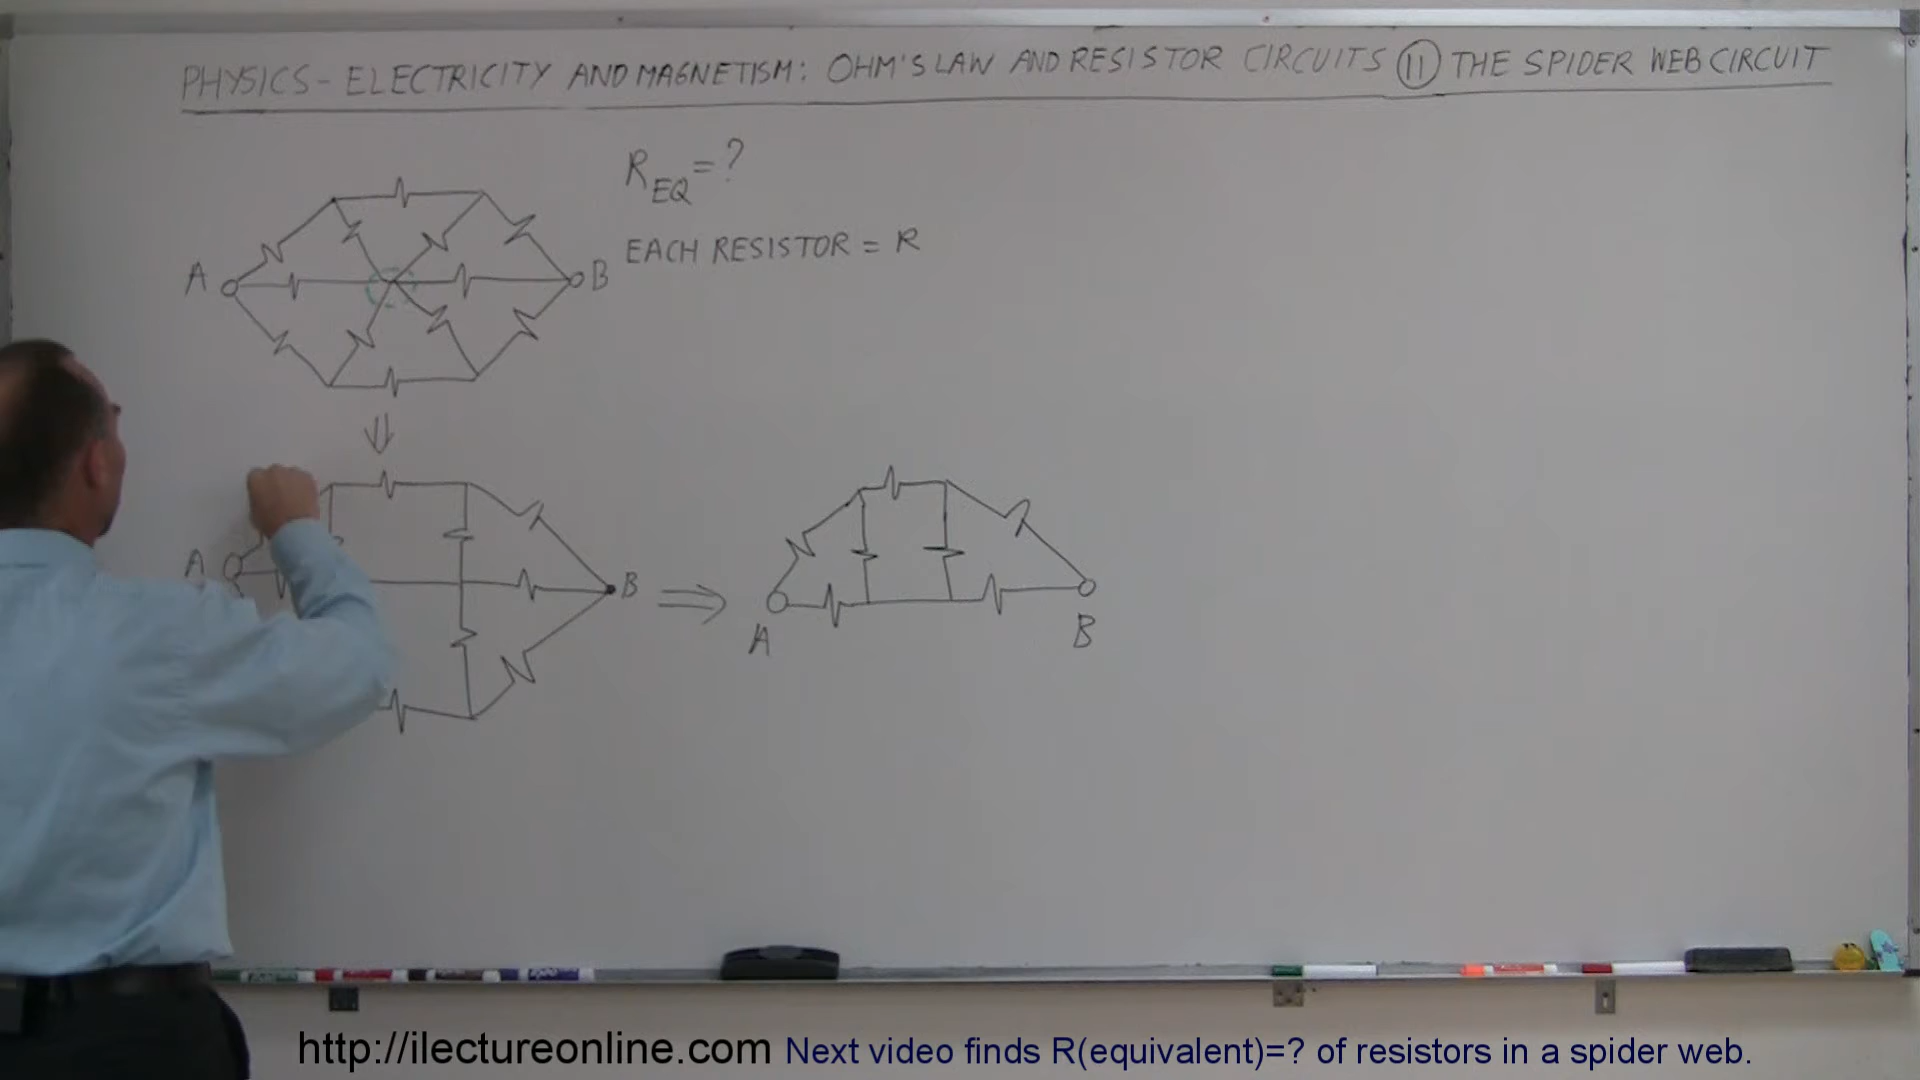 PHYSICS - ELECTRICITY AND MAGNETISM: OHM'S LAW AND RESISTOR CIRCUITS 11 THE SPIDER WEB CIRCUIT
R EQ = ?
EACH RESISTOR = R
A
B
A
B
A
B
http://ilectureonline.com Next video finds R(equivalent)=? of resistors in a spider web.